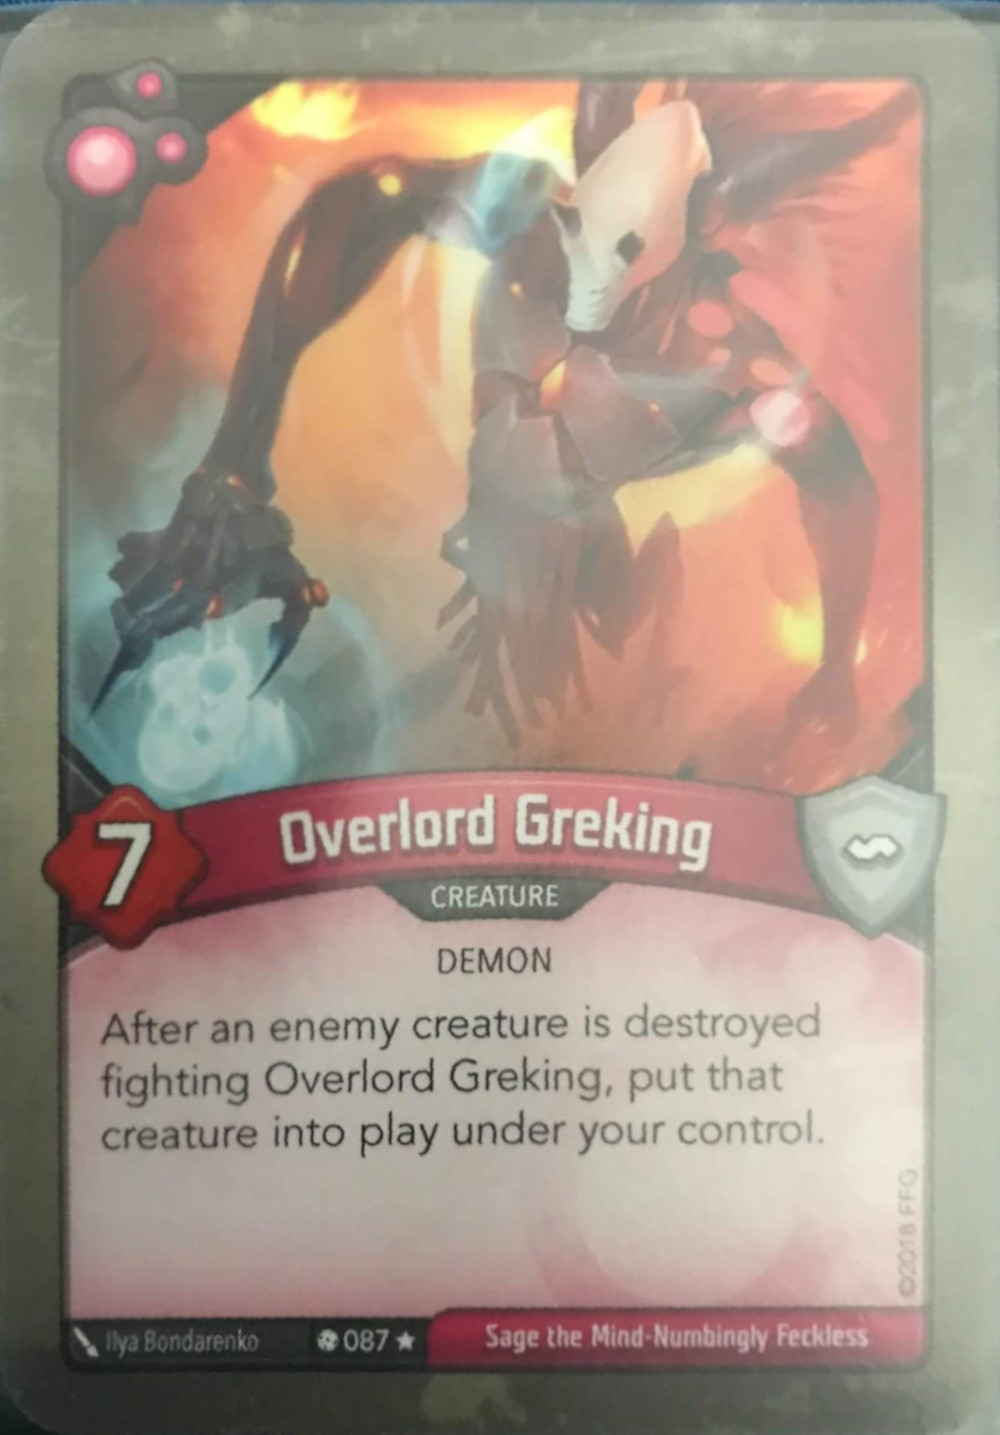 7
Overlord Greking
CREATURE
DEMON
After an enemy creature is destroyed
fighting Overlord Greking, put that
creature into play under your control.
©2018 FFG
Ilya Bondarenko
087
Sage the Mind-Numbingly Feckless